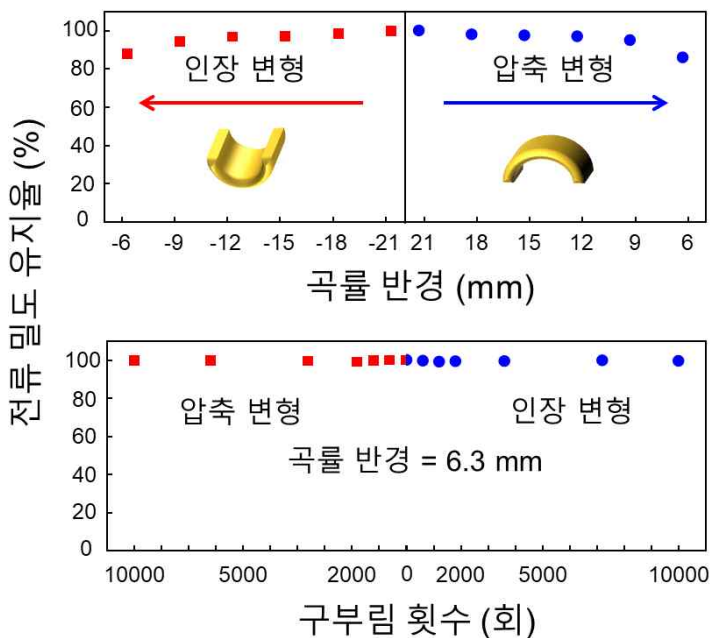 전류 밀도 유지율 (%)
100
80
60
40
20
0
인장 변형
압축 변형
-6 -9 -12 -15 -18 -21 21 18 15 12 9 6
곡률 반경 (mm)
100
80
60
40
20
0
압축 변형
인장 변형
곡률 반경 = 6.3 mm
10000 5000 2000 0 2000 5000 10000
구부림 횟수 (회)